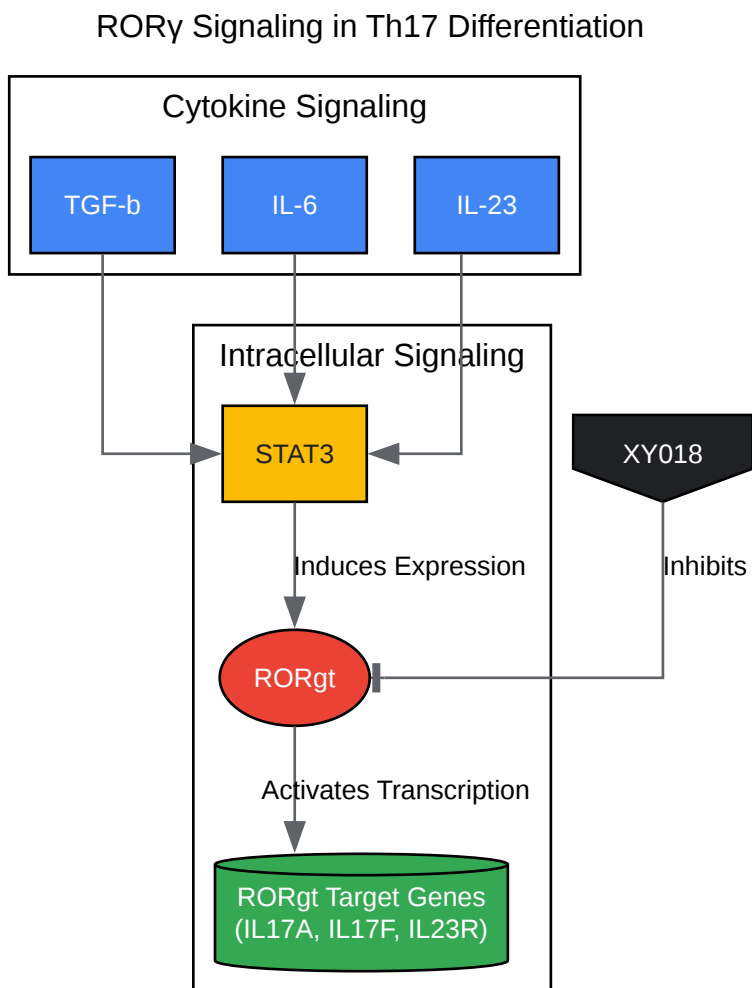 RORγ Signaling in Th17 Differentiation
Cytokine Signaling
TGF-b
IL-6
IL-23
Intracellular Signaling
STAT3
XY018
Induces Expression
Inhibits
RORgt
Activates Transcription
RORgt Target Genes
(IL17A, IL17F, IL23R)